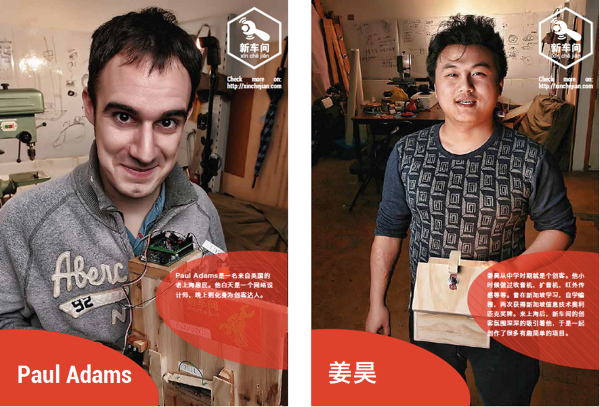 新车间
xin chē jiān
Check more on:
http://xinchejian.com
Aberc
92
Paul Adams是一名来自英国的
老上海居民。他白天是一个网络设
计师，晚上则化身为创客达人。
Paul Adams
新车间
xin chē jiān
Check more on:
http://xinchejian.com
姜昊从中学时期就是个创客。他小
时候做过收音机，扩音机，红外传
感等等。曾在新加坡学习，自学编
程，两次获得新加坡信息技术奥利
匹克奖牌。来上海后，新车间的创
客氛围深深的吸引着他，于是一起
创作了很多有趣简单的项目。
姜昊